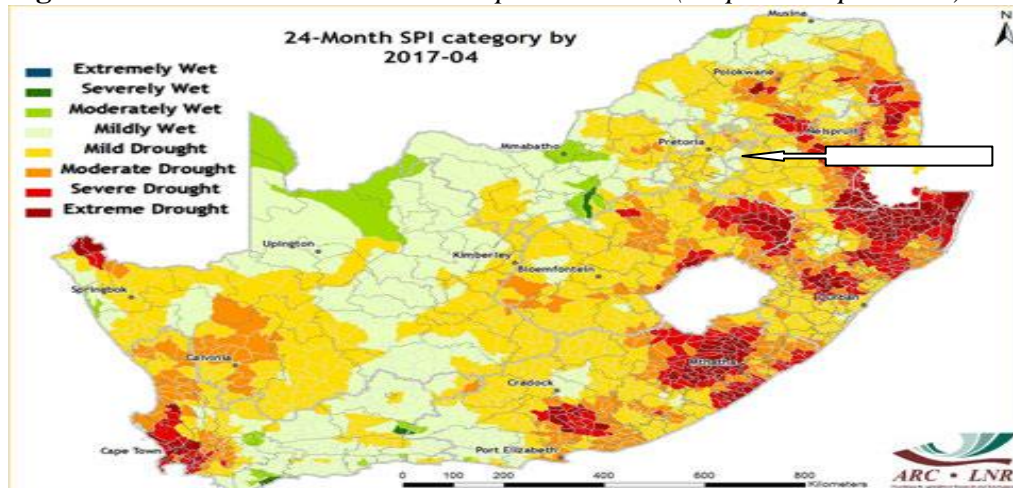 24-Month SPI category by
2017-04
N
Extremely Wet
Severely Wet
Moderately Wet
Mildly Wet
Mild Drought
Moderate Drought
Severe Drought
Extreme Drought
Musina
Polokwane
Nelspruit
Mmabatho
Pretoria
Upington
Kimberley
Bloemfontein
Springbok
Durban
Calvinia
Mthatha
Cradock
Cape Town
Port Elizabeth
0 100 200 400 600 800
Kilometers
ARC • LNR